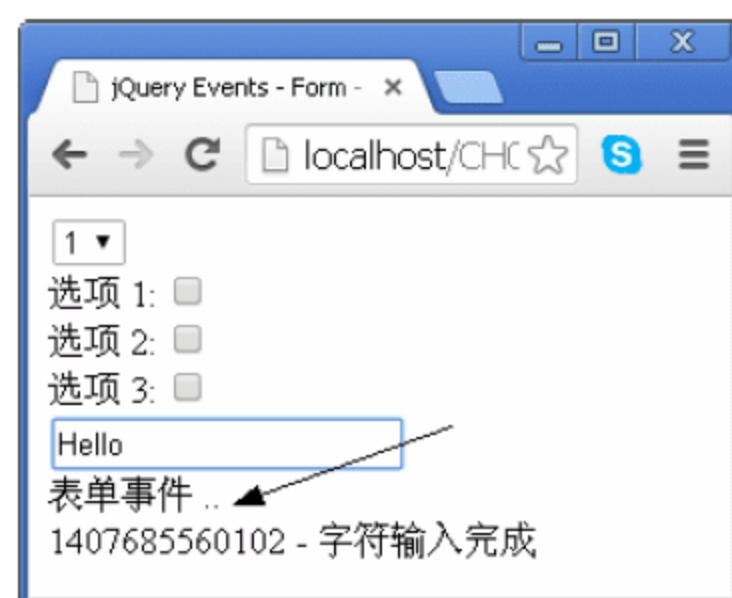 jQuery Events - Form -
localhost/CHO
1
选项 1:
选项 2:
选项 3:
Hello
表单事件 ..
1407685560102 - 字符输入完成